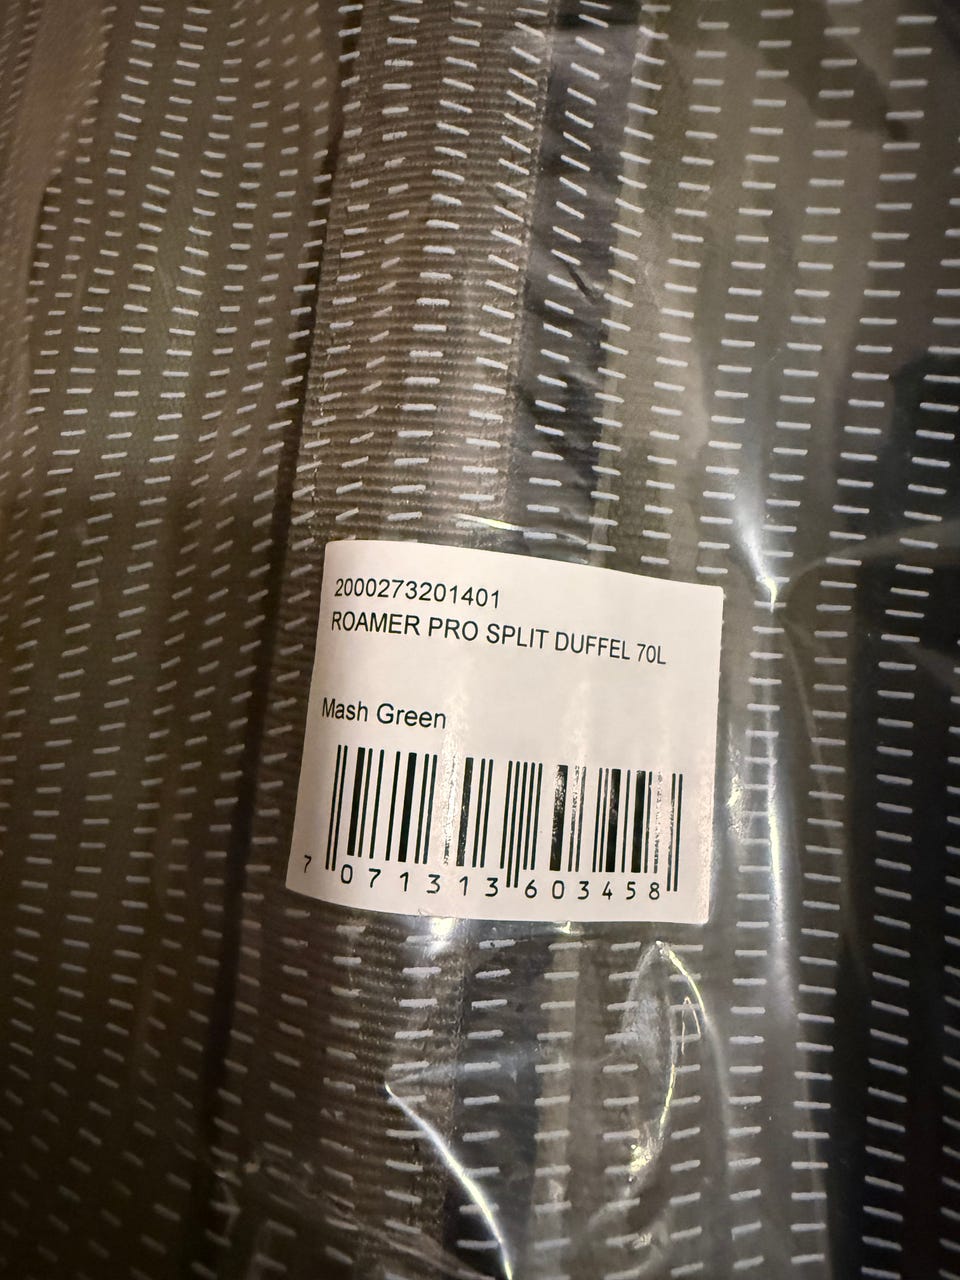 2000273201401
ROAMER PRO SPLIT DUFFEL 70L
Mash Green
7 071313 603458